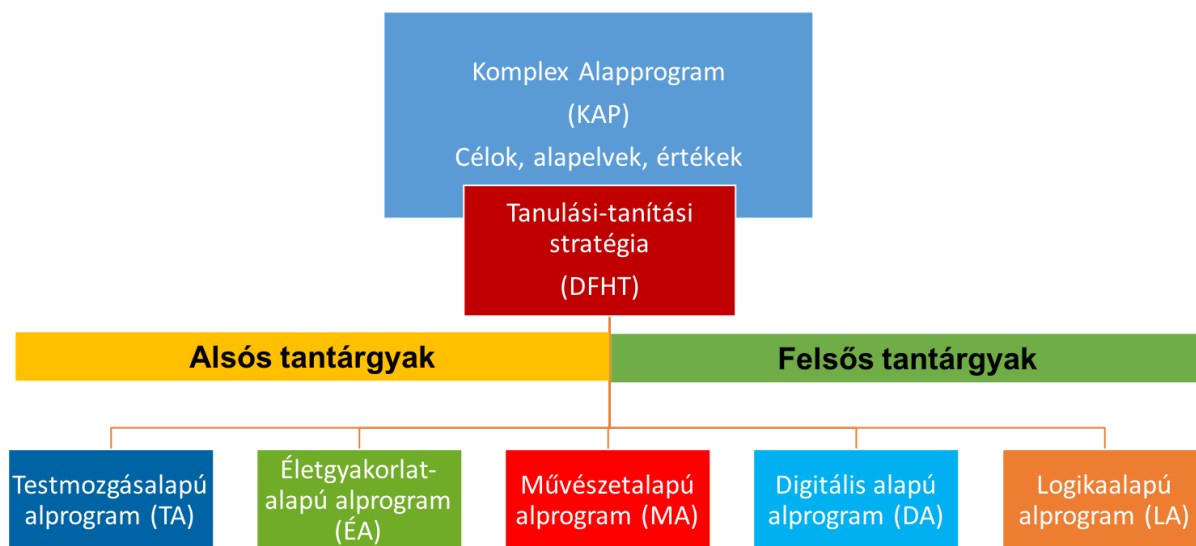 Komplex Alapprogram
(KAP)
Célok, alapelvek, értékek
Tanulási-tanítási
stratégia
(DFHT)
Alsós tantárgyak
Felsős tantárgyak
Testmozgásalapú
alprogram (TA)
Életgyakorlat-
alapú alprogram
(ÉA)
Művészetalapú
alprogram (MA)
Digitális alapú
alprogram (DA)
Logikaalapú
alprogram (LA)